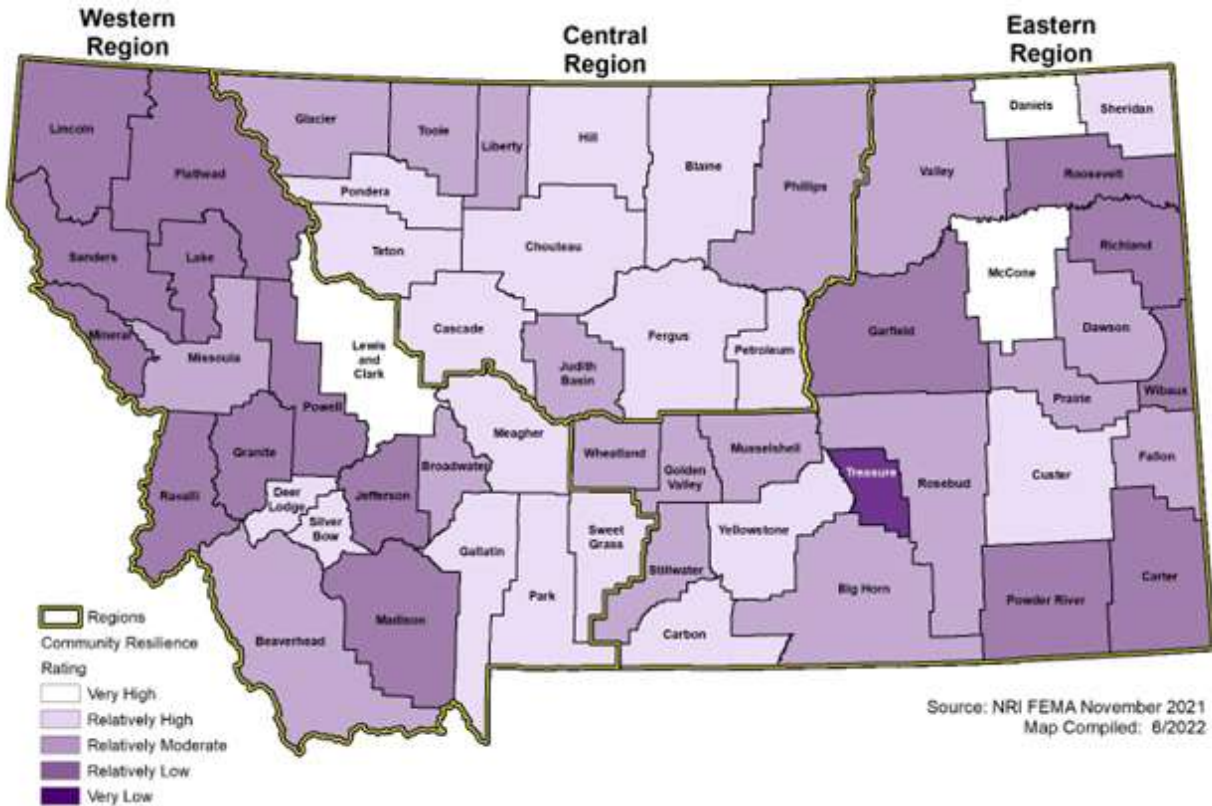 Western
Region
Central
Region
Eastern
Region
Lincoln
Flathead
Glacier
Toole
Liberty
Hill
Blaine
Phillips
Valley
Daniels
Sheridan
Roosevelt
Pondera
Teton
Chouteau
Sanders
Lake
McCone
Richland
Mineral
Missoula
Lewis
and
Clark
Cascade
Judith
Basin
Fergus
Petroleum
Garfield
Dawson
Prairie
Wibaux
Powell
Granite
Ravalli
Deer
Lodge
Silver
Bow
Jefferson
Broadwater
Meagher
Wheatland
Golden
Valley
Musselshell
Treasure
Rosebud
Custer
Fallon
Gallatin
Park
Sweet
Grass
Stillwater
Yellowstone
Carbon
Big Horn
Powder River
Carter
Beaverhead
Madison
Regions
Community Resilience
Rating
Very High
Relatively High
Relatively Moderate
Relatively Low
Very Low
Source: NRI FEMA November 2021
Map Compiled: 6/2022